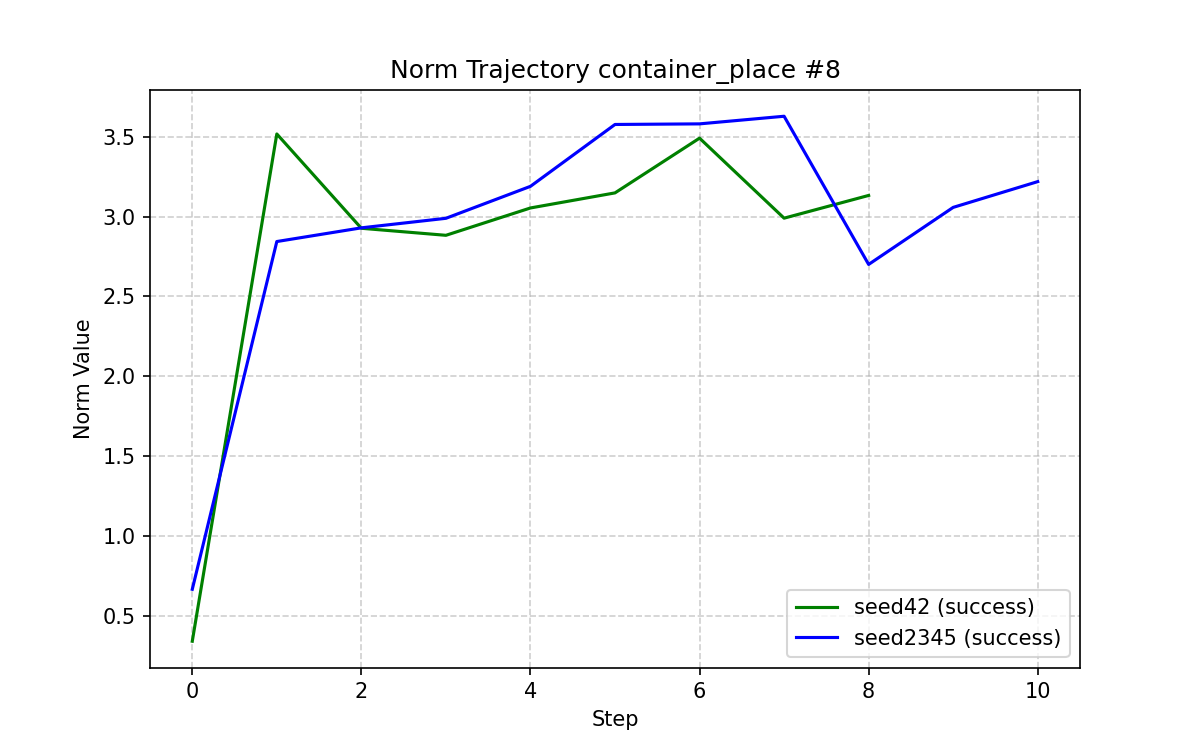 Norm Trajectory container_place #8
Norm Value
3.5
3.0
2.5
2.0
1.5
1.0
0.5
0 2 4 6 8 10
Step
seed42 (success)
seed2345 (success)